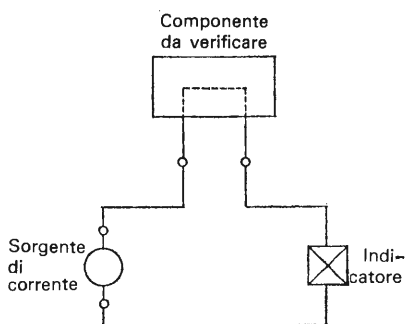 Componente
da verificare
Sorgente
di
corrente
Indi-
catore